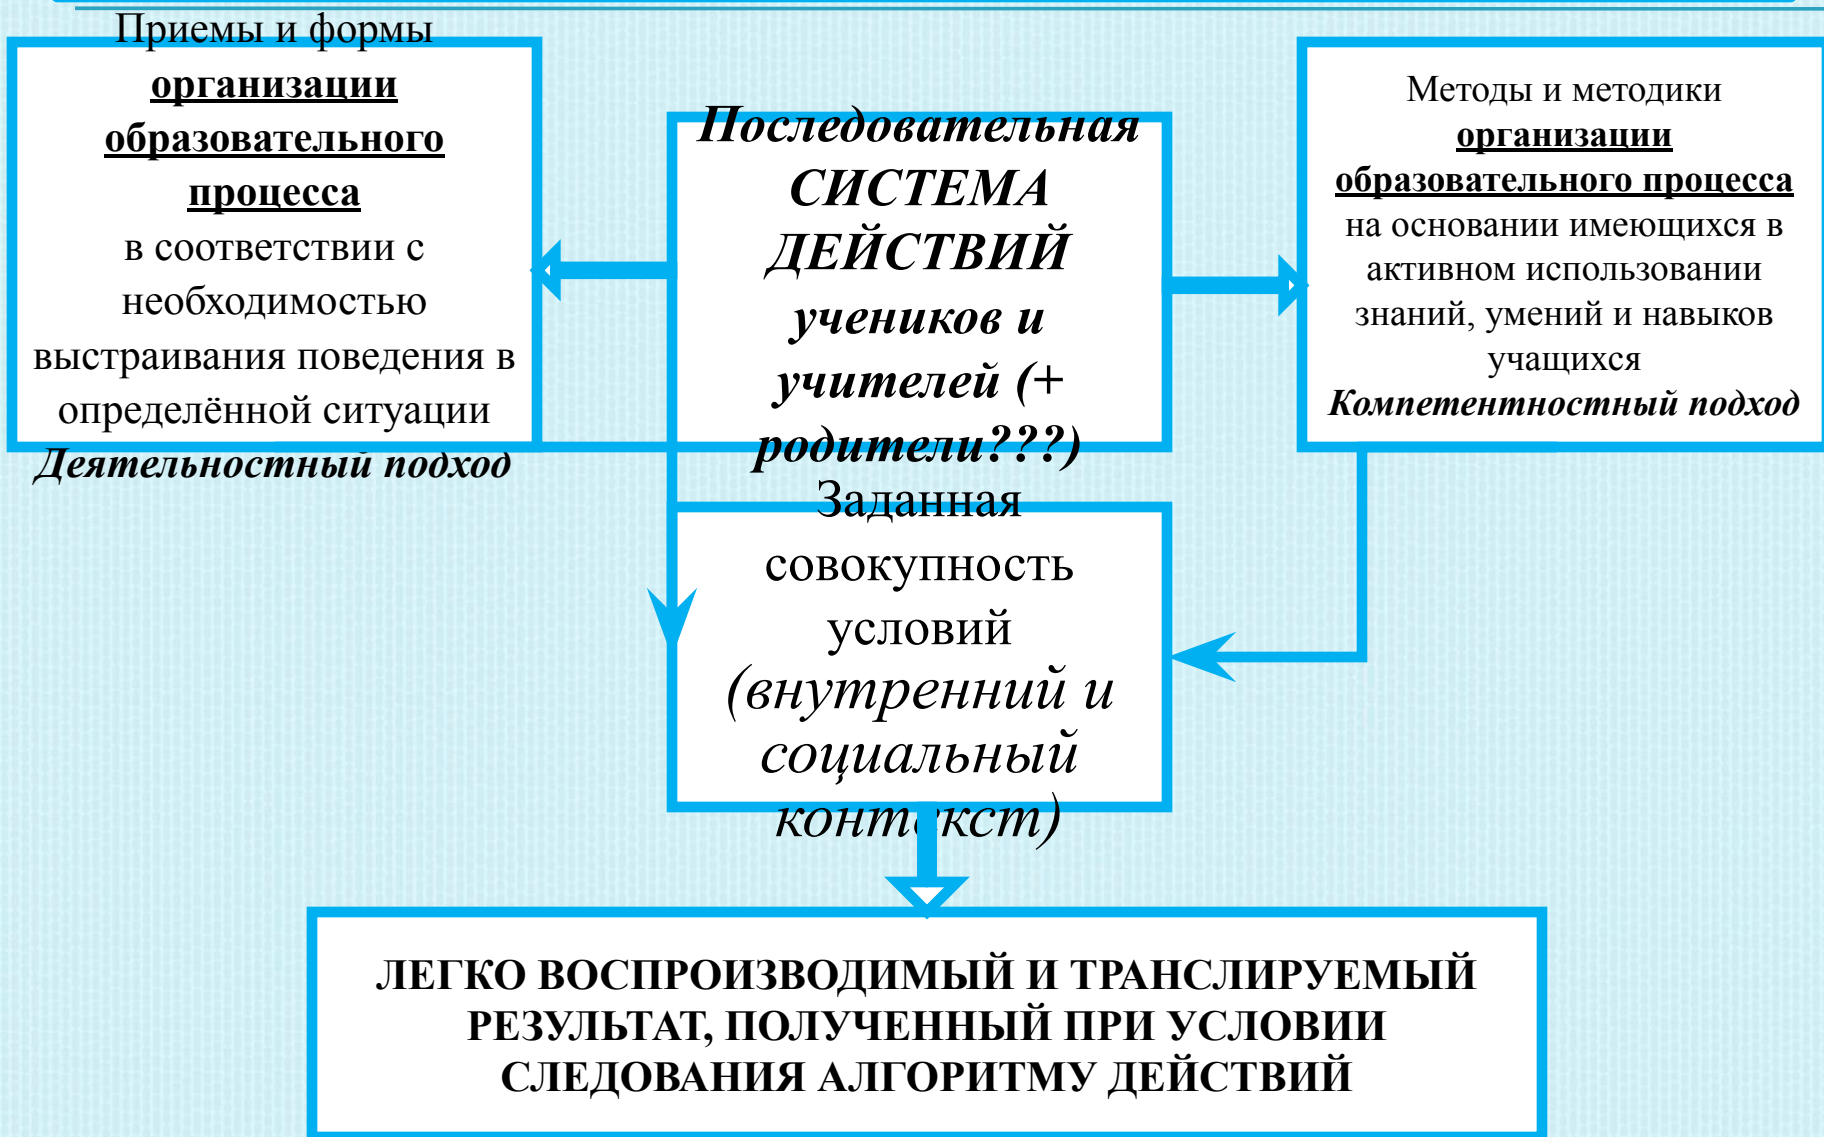 Приемы и формы
организации
образовательного
процесса
в соответствии с
необходимостью
выстраивания поведения в
определённой ситуации
Деятельностный подход
Последовательная
СИСТЕМА
ДЕЙСТВИЙ
учеников и
учителей (+
родители???)
Методы и методики
организации
образовательного процесса
на основании имеющихся в
активном использовании
знаний, умений и навыков
учащихся
Компетентностный подход
Заданная
совокупность
условий
(внутренний и
социальный
контекст)
ЛЕГКО ВОСПРОИЗВОДИМЫЙ И ТРАНСЛИРУЕМЫЙ
РЕЗУЛЬТАТ, ПОЛУЧЕННЫЙ ПРИ УСЛОВИИ
СЛЕДОВАНИЯ АЛГОРИТМУ ДЕЙСТВИЙ